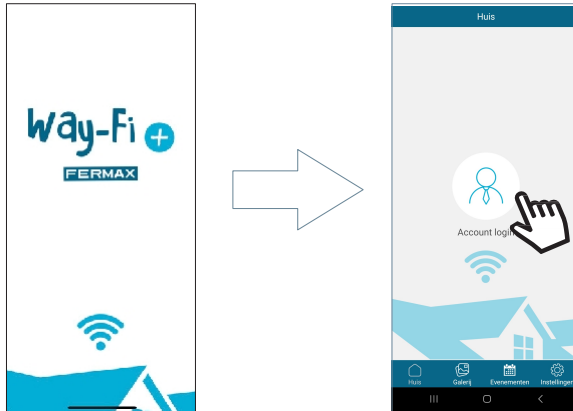 Way-Fi +
FERMAX
Huis
Account login
Huis
Galerij
Evenementen
Instellingen